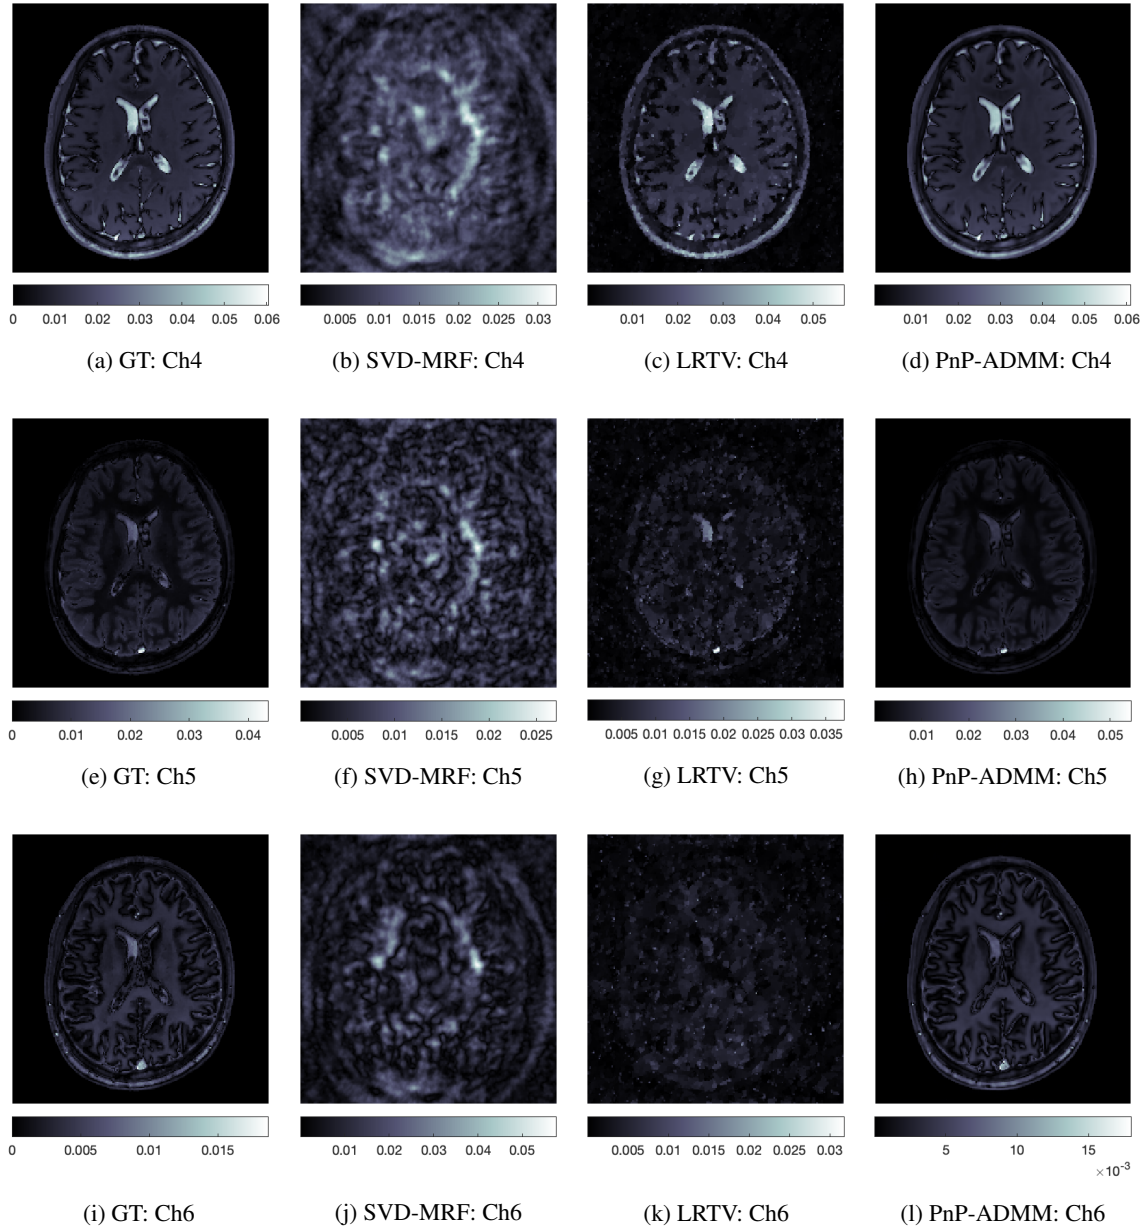 0 0.01 0.02 0.03 0.04 0.05 0.06
0.005 0.01 0.015 0.02 0.025 0.03
0.01 0.02 0.03 0.04 0.05
0.01 0.02 0.03 0.04 0.05 0.06
(a) GT: Ch4
(b) SVD-MRF: Ch4
(c) LRTV: Ch4
(d) PnP-ADMM: Ch4
0 0.01 0.02 0.03 0.04
0.005 0.01 0.015 0.02 0.025
0.005 0.01 0.015 0.02 0.025 0.03 0.035
0.01 0.02 0.03 0.04 0.05
(e) GT: Ch5
(f) SVD-MRF: Ch5
(g) LRTV: Ch5
(h) PnP-ADMM: Ch5
0 0.005 0.01 0.015
0.01 0.02 0.03 0.04 0.05
0.005 0.01 0.015 0.02 0.025 0.03
5 10 15
×10⁻³
(i) GT: Ch6
(j) SVD-MRF: Ch6
(k) LRTV: Ch6
(l) PnP-ADMM: Ch6